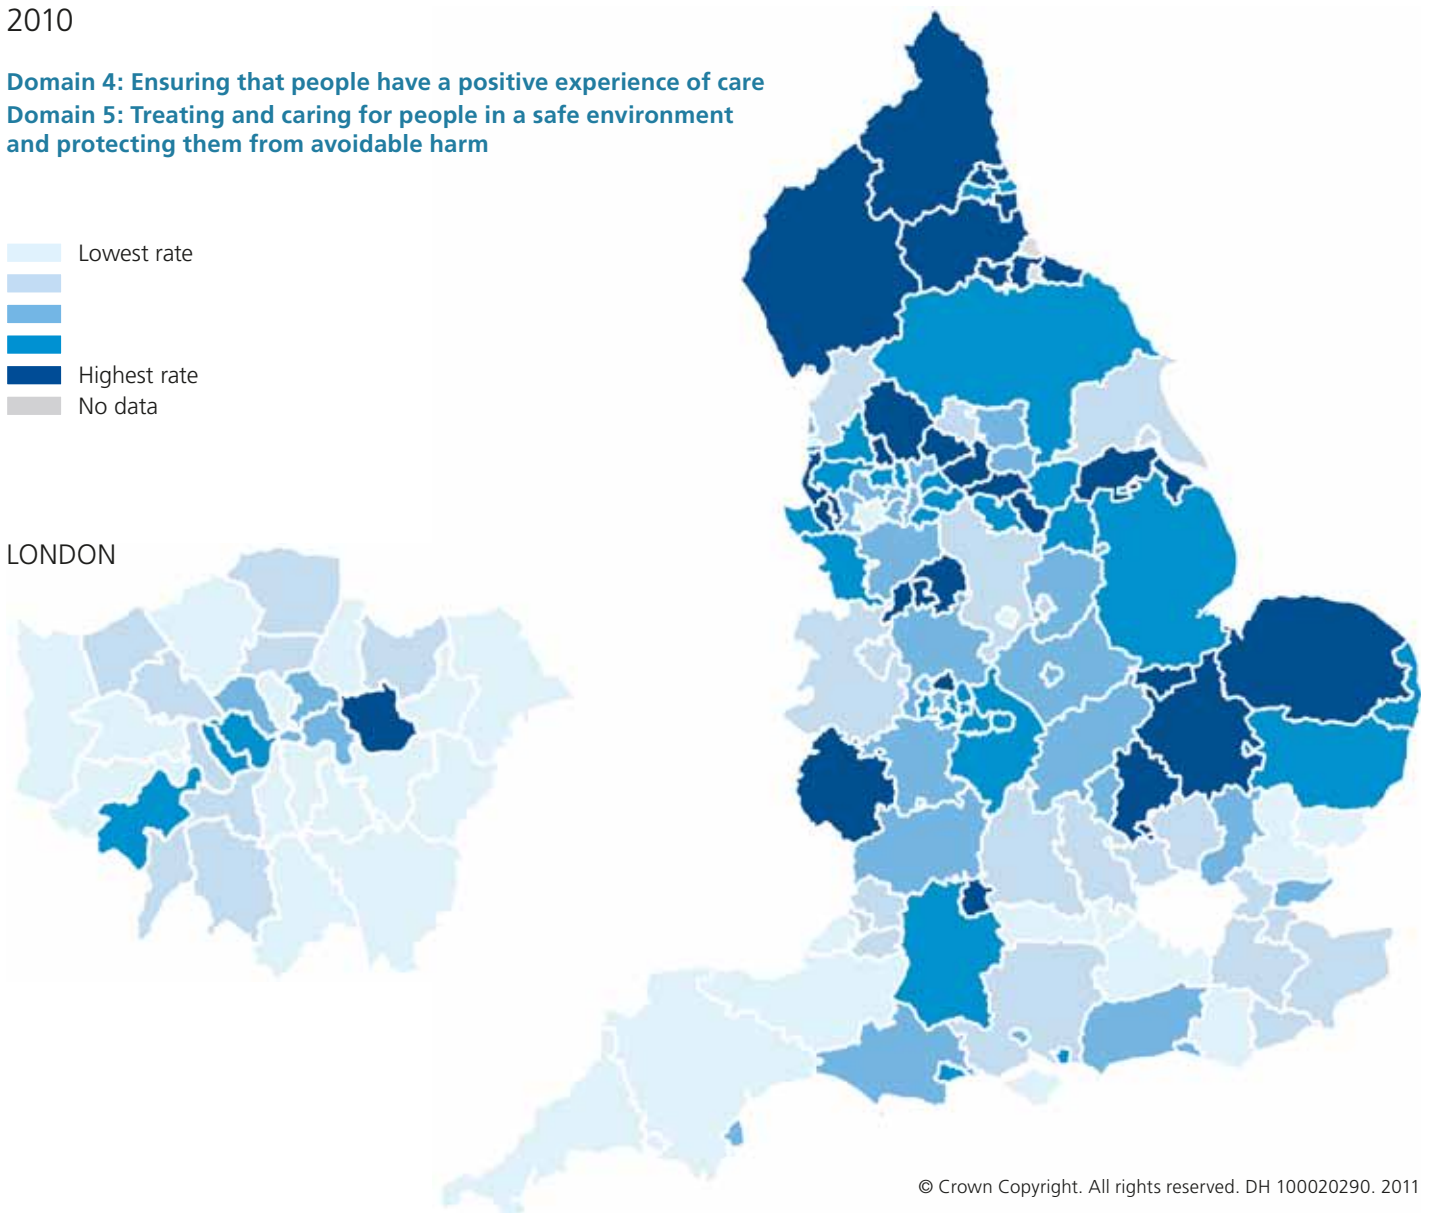 2010
Domain 4: Ensuring that people have a positive experience of care
Domain 5: Treating and caring for people in a safe environment
and protecting them from avoidable harm
Lowest rate
Highest rate
No data
LONDON
© Crown Copyright. All rights reserved. DH 100020290. 2011